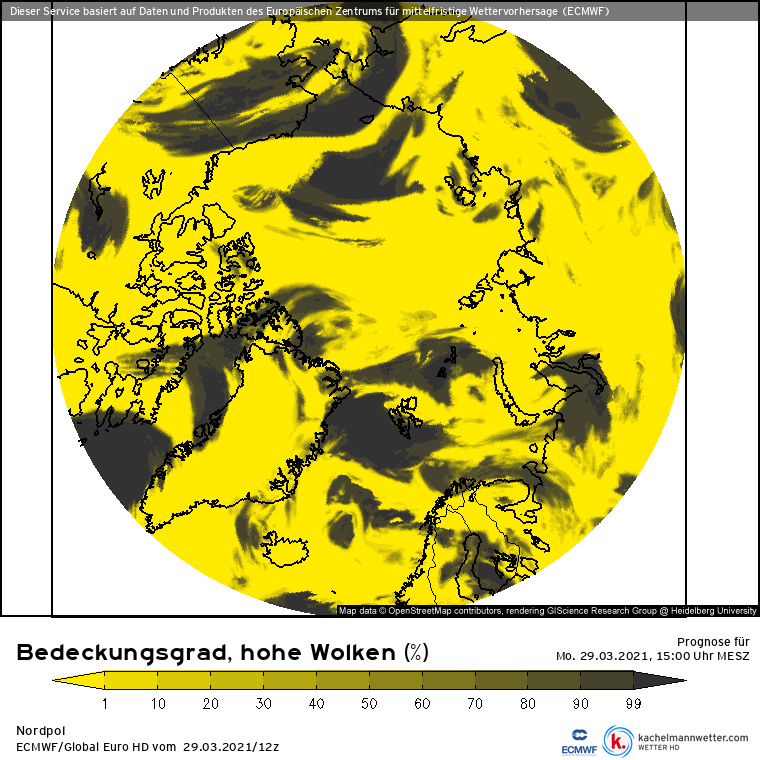 Dieser Service basiert auf Daten und Produkten des Europäischen Zentrums für mittelfristige Wettervorhersage (ECMWF)
Map data © OpenStreetMap contributors, rendering GIScience Research Group @ Heidelberg University
Bedeckungsgrad, hohe Wolken (%)
Prognose für
Mo. 29.03.2021, 15:00 Uhr MESZ
1 10 20 30 40 50 60 70 80 90 99
Nordpol
ECMWF/Global Euro HD vom 29.03.2021/12z
ECMWF
k.
kachelmannwetter.com
WETTER HD